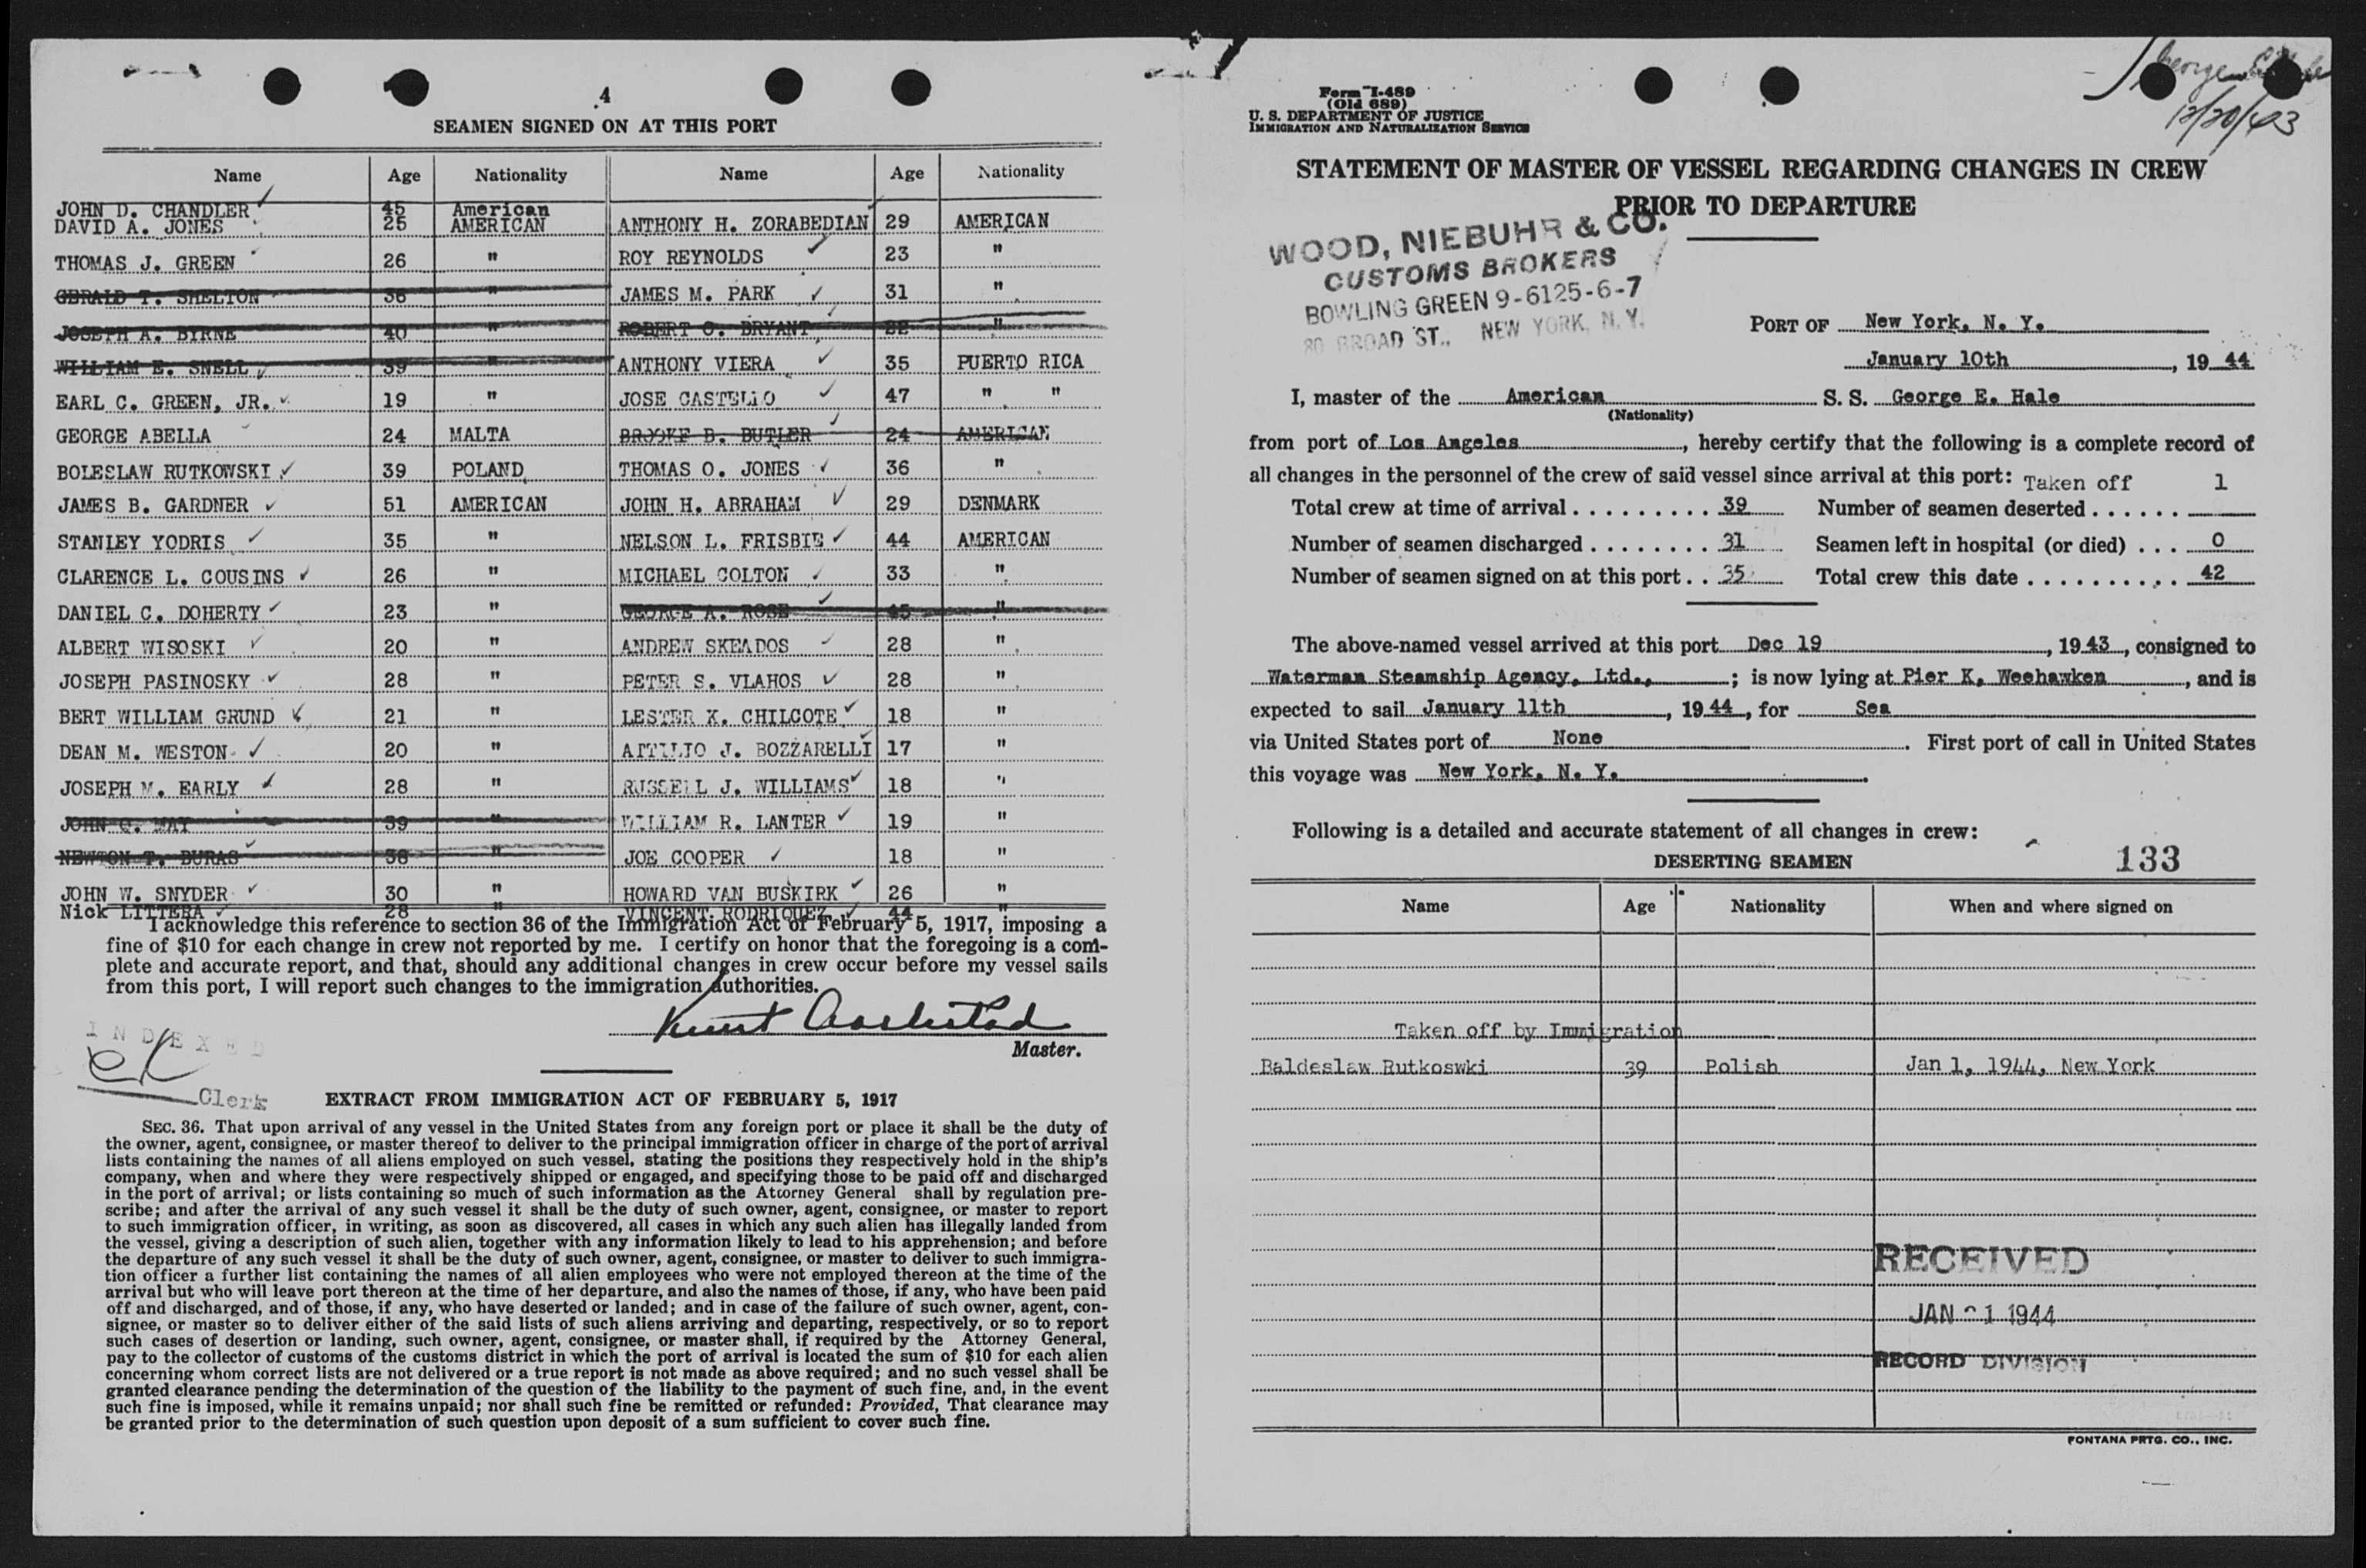 4
SEAMEN SIGNED ON AT THIS PORT
Name Age Nationality Name Age Nationality
JOHN D. CHANDLER 45 American
DAVID A. JONES 25 AMERICAN ANTHONY H. ZORABEDIAN 29 AMERICAN
THOMAS J. GREEN 26 " ROY REYNOLDS 23 "
GERALD T. SHELTON 36 " JAMES M. PARK 31 "
JOSEPH A. BYRNE 40 " ROBERT O. BRYANT 22 "
WILLIAM E. SNELL 39 " ANTHONY VIERA 35 PUERTO RICA
EARL C. GREEN, JR. 19 " JOSE CASTELLO 47 " "
GEORGE ABELLA 24 MALTA BROOKE B. BUTLER 24 AMERICAN
BOLESLAW RUTKOWSKI 39 POLAND THOMAS O. JONES 36 "
JAMES B. GARDNER 51 AMERICAN JOHN H. ABRAHAM 29 DENMARK
STANLEY YODRIS 35 " NELSON L. FRISBIE 44 AMERICAN
CLARENCE L. COUSINS 26 " MICHAEL COLTON 33 "
DANIEL C. DOHERTY 23 " GEORGE A. ROSE 45 "
ALBERT WISOSKI 20 " ANDREW SKEADOS 28 "
JOSEPH PASINOSKY 28 " PETER S. VLAHOS 28 "
BERT WILLIAM GRUND 21 " LESTER K. CHILCOTE 18 "
DEAN M. WESTON 20 " ATTILIO J. BOZZARELLI 17 "
JOSEPH M. EARLY 28 " RUSSELL J. WILLIAMS 18 "
JOHN C. MAY 39 " WILLIAM R. LANTER 19 "
NEWTON T. BURAS 38 " JOE COOPER 18 "
JOHN W. SNYDER 30 " HOWARD VAN BUSKIRK 26 "
Nick LITTERA 28 " VINCENT RODRIQUEZ 44 "
I acknowledge this reference to section 36 of the Immigration Act of February 5, 1917, imposing a
fine of $10 for each change in crew not reported by me. I certify on honor that the foregoing is a com-
plete and accurate report, and that, should any additional changes in crew occur before my vessel sails
from this port, I will report such changes to the immigration authorities.
Master.
INDEXED
Clerk
EXTRACT FROM IMMIGRATION ACT OF FEBRUARY 5, 1917
SEC. 36. That upon arrival of any vessel in the United States from any foreign port or place it shall be the duty of
the owner, agent, consignee, or master thereof to deliver to the principal immigration officer in charge of the port of arrival
lists containing the names of all aliens employed on such vessel, stating the positions they respectively hold in the ship's
company, when and where they were respectively shipped or engaged, and specifying those to be paid off and discharged
in the port of arrival; or lists containing so much of such information as the Attorney General shall by regulation pre-
scribe; and after the arrival of any such vessel it shall be the duty of such owner, agent, consignee, or master to report
to such immigration officer, in writing, as soon as discovered, all cases in which any such alien has illegally landed from
the vessel, giving a description of such alien, together with any information likely to lead to his apprehension; and before
the departure of any such vessel it shall be the duty of such owner, agent, consignee, or master to deliver to such immigra-
tion officer a further list containing the names of all alien employees who were not employed thereon at the time of the
arrival but who will leave port thereon at the time of her departure, and also the names of those, if any, who have been paid
off and discharged, and of those, if any, who have deserted or landed; and in case of the failure of such owner, agent, con-
signee, or master so to deliver either of the said lists of such aliens arriving and departing, respectively, or so to report
such cases of desertion or landing, such owner, agent, consignee, or master shall, if required by the Attorney General,
pay to the collector of customs of the customs district in which the port of arrival is located the sum of $10 for each alien
concerning whom correct lists are not delivered or a true report is not made as above required; and no such vessel shall be
granted clearance pending the determination of the question of the liability to the payment of such fine, and, in the event
such fine is imposed, while it remains unpaid; nor shall such fine be remitted or refunded: Provided, That clearance may
be granted prior to the determination of such question upon deposit of a sum sufficient to cover such fine.
Form I-489
(Old 689)
U. S. DEPARTMENT OF JUSTICE
IMMIGRATION AND NATURALIZATION SERVICE
George E. Hale
12/20/43
STATEMENT OF MASTER OF VESSEL REGARDING CHANGES IN CREW
PRIOR TO DEPARTURE
WOOD, NIEBUHR & CO.
CUSTOMS BROKERS
BOWLING GREEN 9-6125-6-7
80 BROAD ST., NEW YORK, N. Y.
PORT OF New York, N. Y.
January 10th, 19 44
I, master of the American S. S. George E. Hale
(Nationality)
from port of Los Angeles, hereby certify that the following is a complete record of
all changes in the personnel of the crew of said vessel since arrival at this port: Taken off 1
Total crew at time of arrival . . . . . . . . . 39 Number of seamen deserted . . . . . .
Number of seamen discharged . . . . . . . . 31 Seamen left in hospital (or died) . . . 0
Number of seamen signed on at this port . . 35 Total crew this date . . . . . . . . . . 42
The above-named vessel arrived at this port Dec 19, 19 43, consigned to
Waterman Steamship Agency, Ltd., ; is now lying at Pier K, Weehawken, and is
expected to sail January 11th, 19 44, for Sea
via United States port of None. First port of call in United States
this voyage was New York, N. Y.
Following is a detailed and accurate statement of all changes in crew:
DESERTING SEAMEN 133
Name Age Nationality When and where signed on
Taken off by Immigration
Baldeslaw Rutkoswki 39 Polish Jan 1, 1944, New York
RECEIVED
JAN 21 1944
RECORD DIVISION
FONTANA PRTG. CO., INC.